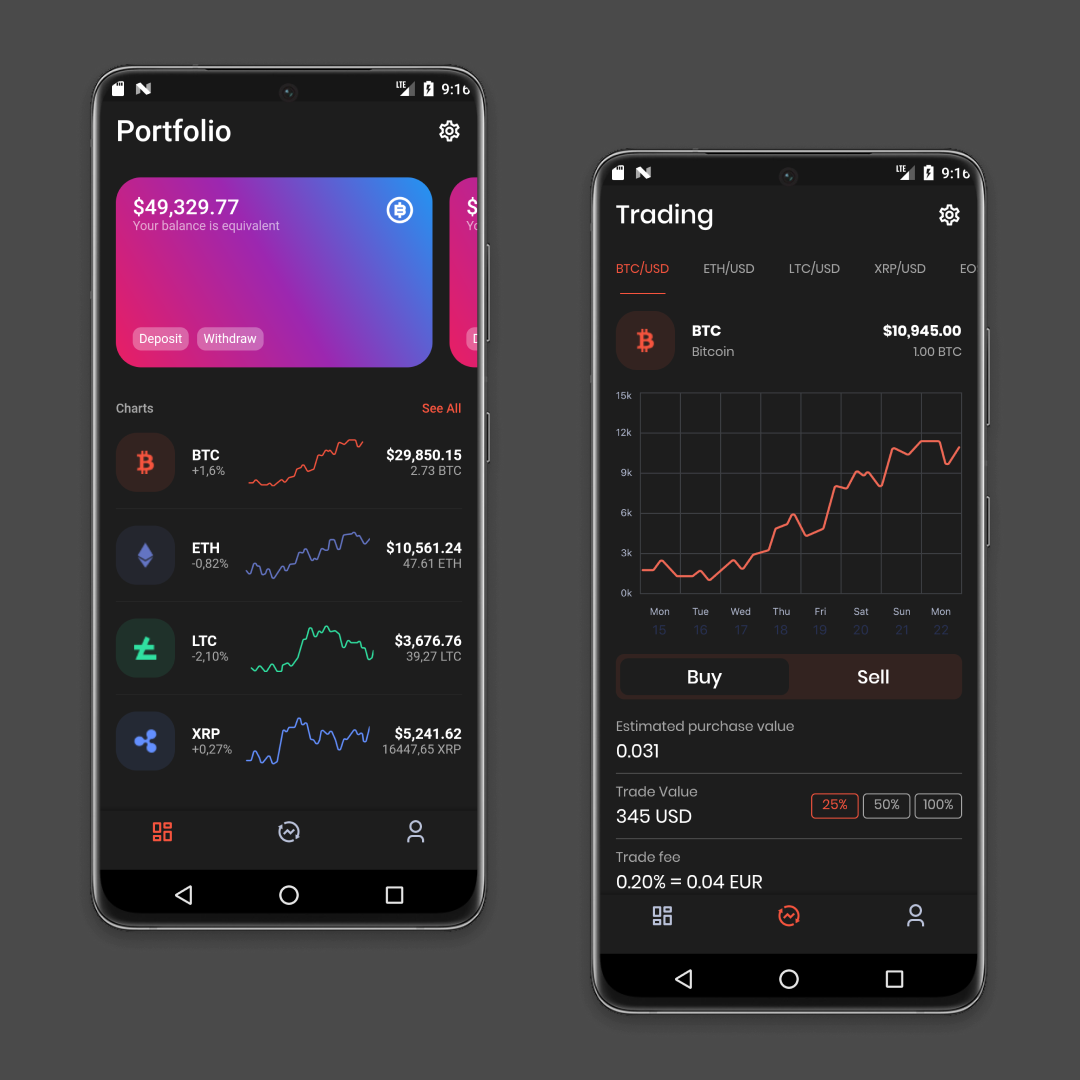 LTE 9:16
Portfolio
$49,329.77
Your balance is equivalent
Deposit Withdraw
Charts See All
BTC $29,850.15
+1,6% 2.73 BTC
ETH $10,561.24
-0,82% 47.61 ETH
LTC $3,676.76
-2,10% 39,27 LTC
XRP $5,241.62
+0,27% 16447,65 XRP
LTE 9:16
Trading
BTC/USD ETH/USD LTC/USD XRP/USD EO
BTC $10,945.00
Bitcoin 1.00 BTC
15k
12k
9k
6k
3k
0k
Mon Tue Wed Thu Fri Sat Sun Mon
15 16 17 18 19 20 21 22
Buy Sell
Estimated purchase value
0.031
Trade Value
345 USD
25% 50% 100%
Trade fee
0.20% = 0.04 EUR